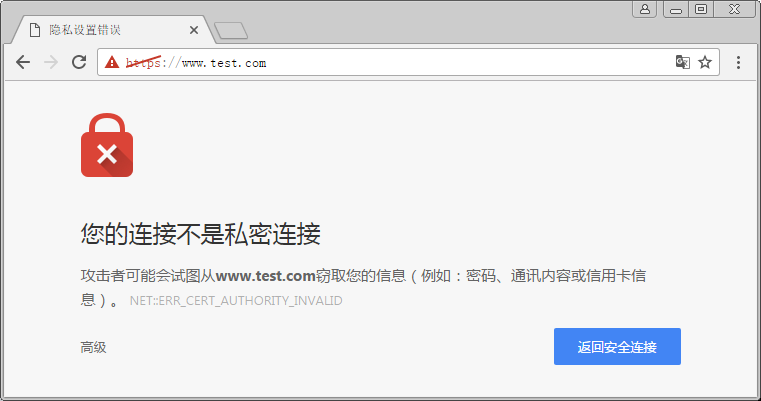 隐私设置错误
https://www.test.com
您的连接不是私密连接
攻击者可能会试图从www.test.com窃取您的信息（例如：密码、通讯内容或信用卡信
息）。 NET::ERR_CERT_AUTHORITY_INVALID
高级
返回安全连接